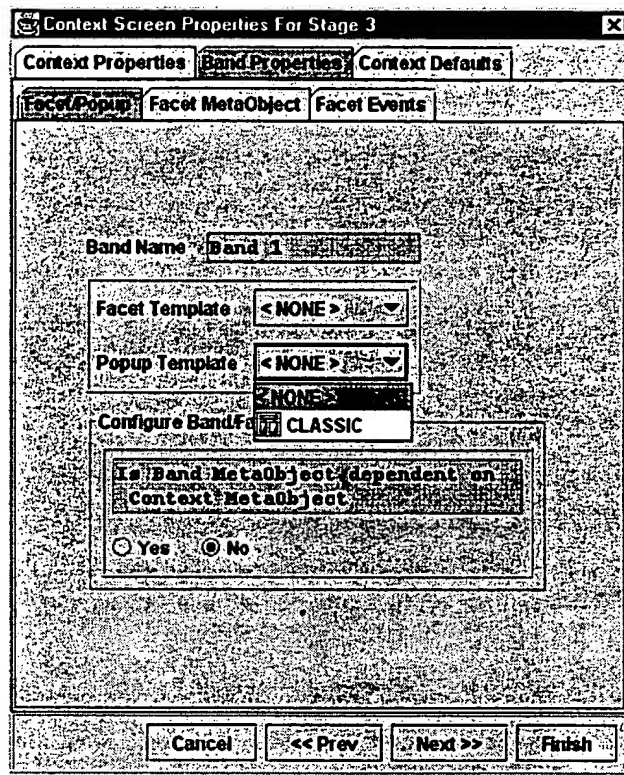 Context Screen Properties For Stage 3
Context Properties Band Properties Context Defaults
Facet/Popup Facet MetaObject Facet Events
Band Name Band 1
Facet Template <NONE>
Popup Template <NONE>
<NONE>
CLASSIC
Configure Band/Fa
Is Band MetaObject dependent on
Context MetaObject
Yes No
Cancel << Prev Next >> Finish